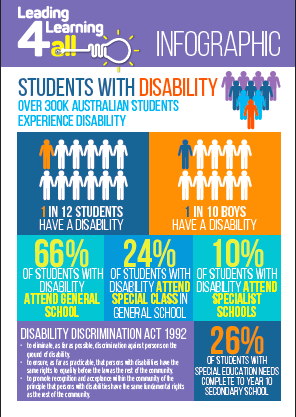 Leading
4 Learning
all
INFOGRAPHIC
STUDENTS WITH DISABILITY
OVER 300K AUSTRALIAN STUDENTS
EXPERIENCE DISABILITY
1 IN 12 STUDENTS
HAVE A DISABILITY
1 IN 10 BOYS
HAVE A DISABILITY
66%
OF STUDENTS WITH
DISABILITY
ATTEND GENERAL
SCHOOL
24%
OF STUDENTS WITH
DISABILITY ATTEND
SPECIAL CLASS IN
GENERAL SCHOOL
10%
OF STUDENTS WITH
DISABILITY ATTEND
SPECIALIST
SCHOOLS
DISABILITY DISCRIMINATION ACT 1992
• to eliminate, as far as possible, discrimination against persons on the
ground of disability
• to ensure, as far as practicable, that persons with disabilities have the
same rights to equality before the law as the rest of the community.
• to promote recognition and acceptance within the community of the
principle that persons with disabilities have the same fundamental rights
as the rest of the community.
26%
OF STUDENTS WITH
SPECIAL EDUCATION NEEDS
COMPLETE TO YEAR 10
SECONDARY SCHOOL